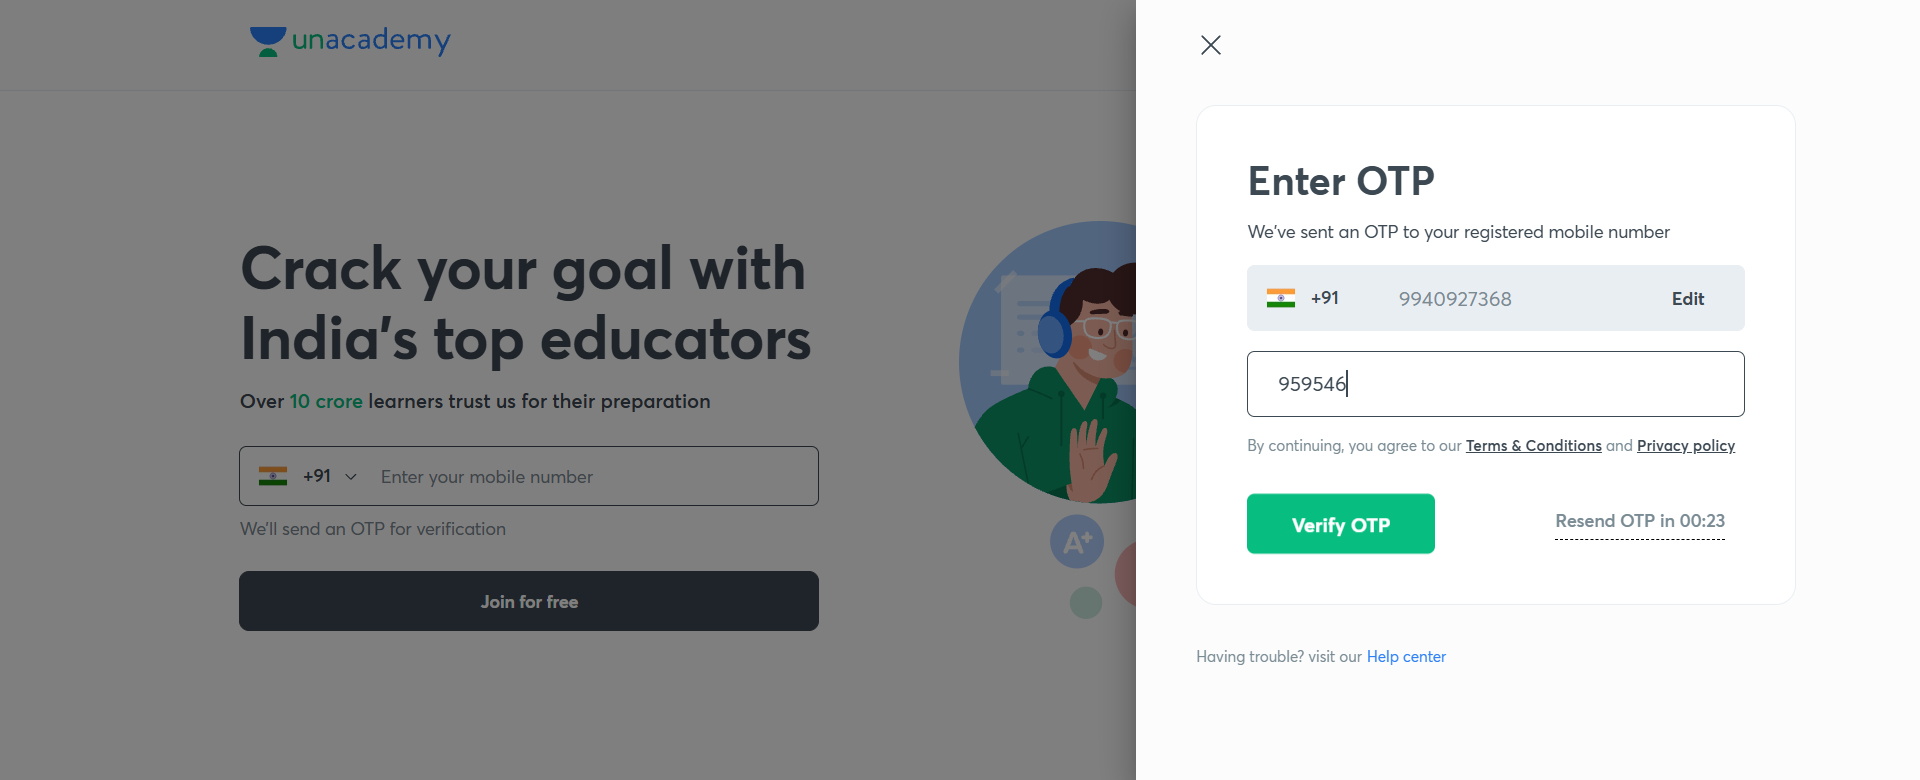 unacademy
Crack your goal with
India's top educators
Over 10 crore learners trust us for their preparation
+91 Enter your mobile number
We'll send an OTP for verification
Join for free
A+
Enter OTP
We've sent an OTP to your registered mobile number
+91 9940927368 Edit
959546
By continuing, you agree to our Terms & Conditions and Privacy policy
Verify OTP Resend OTP in 00:23
Having trouble? visit our Help center